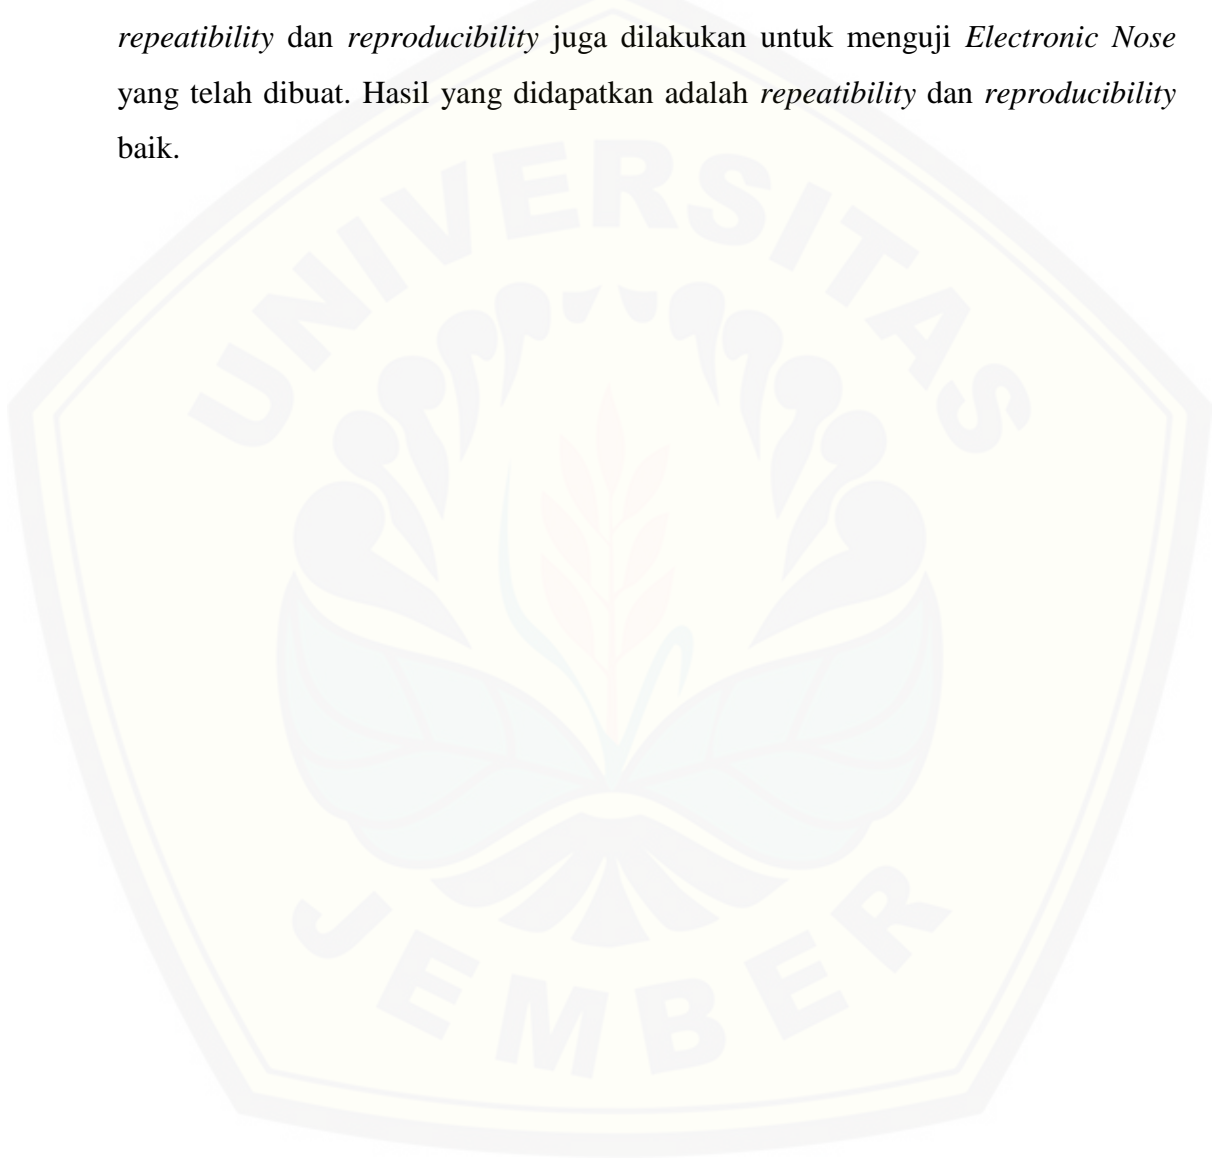 repeatibility dan reproducibility juga dilakukan untuk menguji Electronic Nose
yang telah dibuat. Hasil yang didapatkan adalah repeatibility dan reproducibility
baik.
UNIVERSITAS
JEMBER